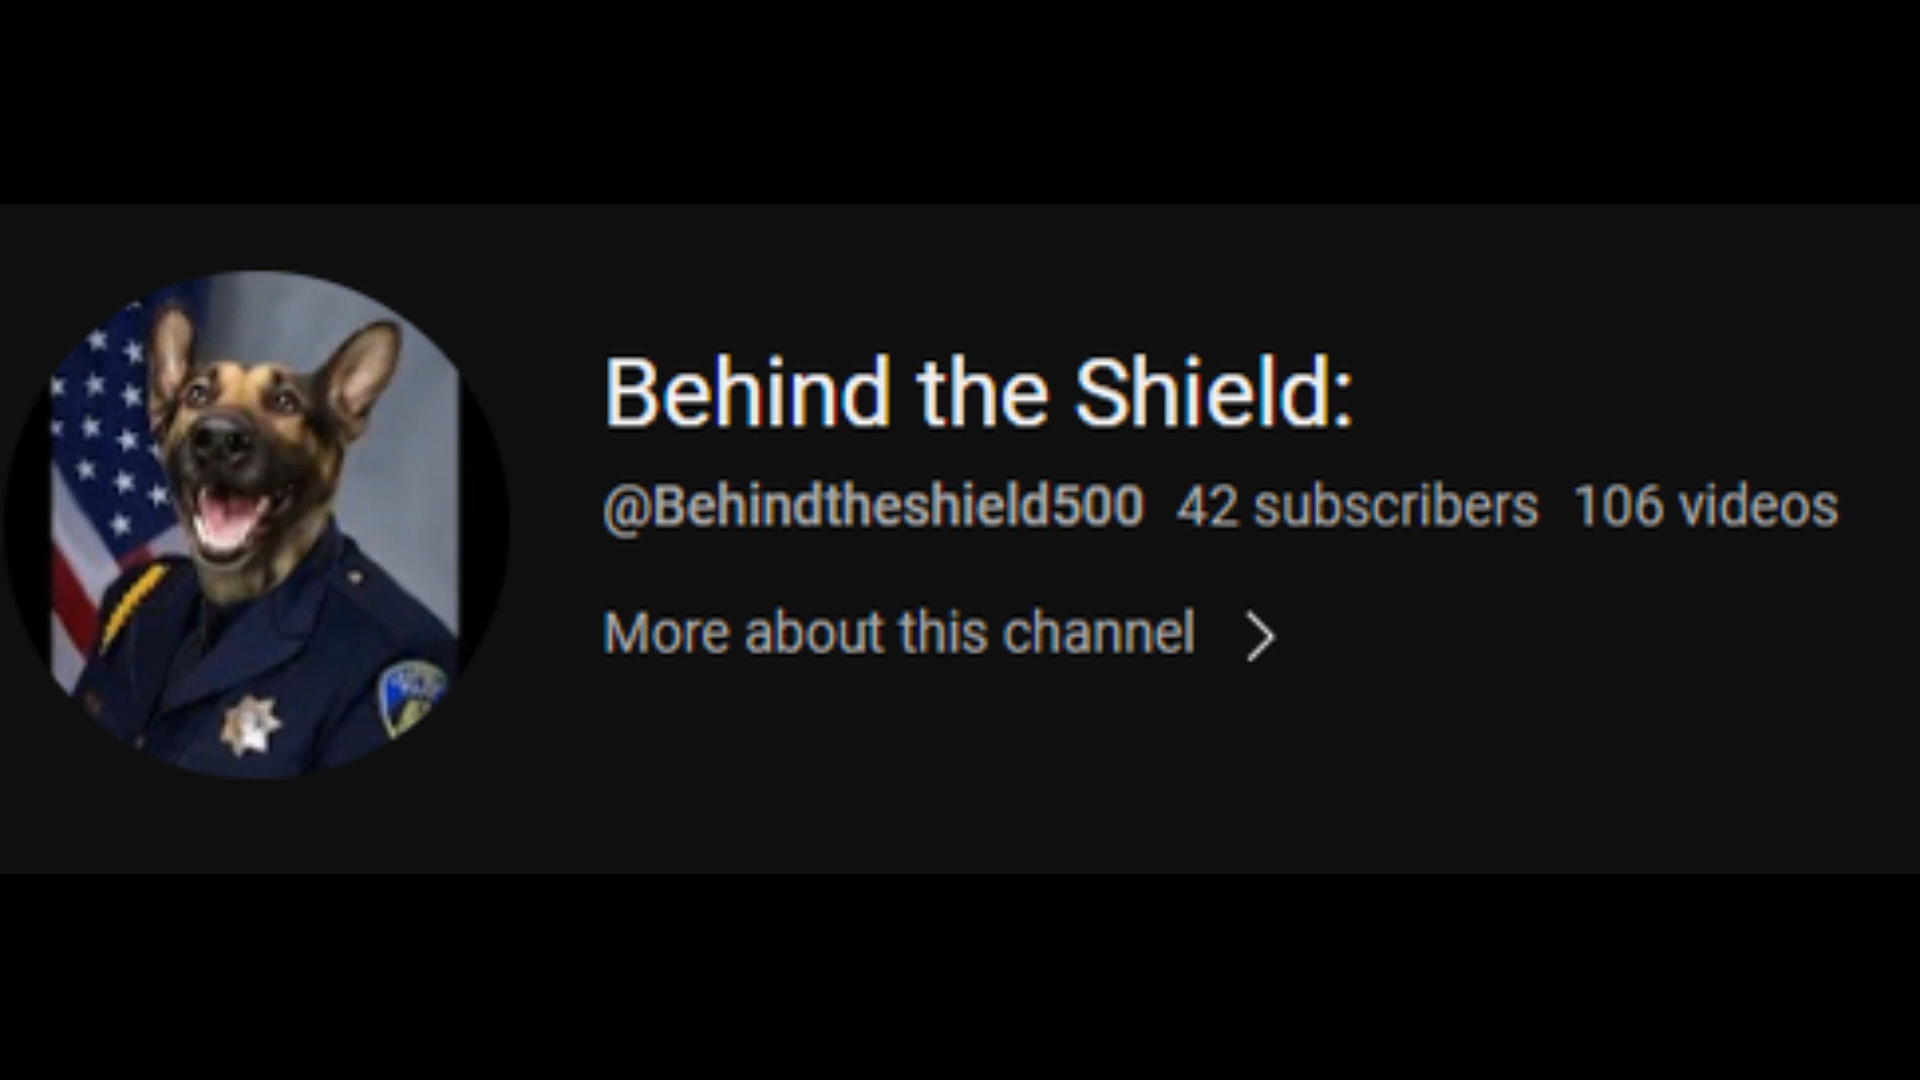 Behind the Shield:
@Behindtheshield500 42 subscribers 106 videos
More about this channel